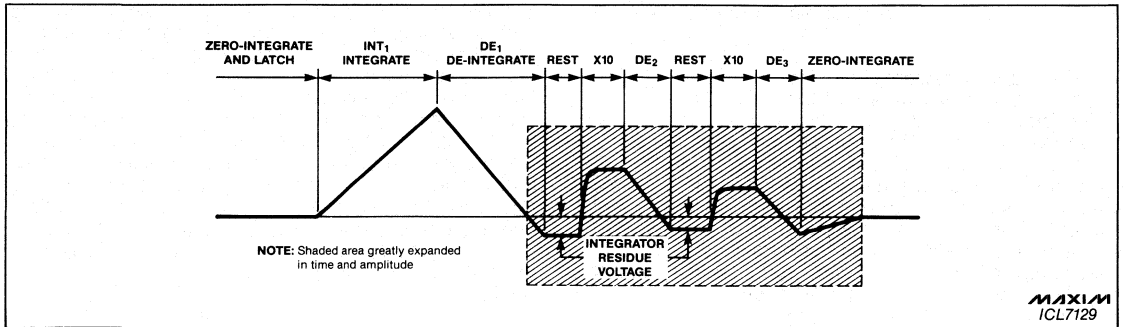 ZERO-INTEGRATE
AND LATCH
INT₁
INTEGRATE
DE₁
DE-INTEGRATE
REST
X10
DE₂
REST
X10
DE₃
ZERO-INTEGRATE
NOTE: Shaded area greatly expanded
in time and amplitude
INTEGRATOR
RESIDUE
VOLTAGE
MAXIM
ICL7129